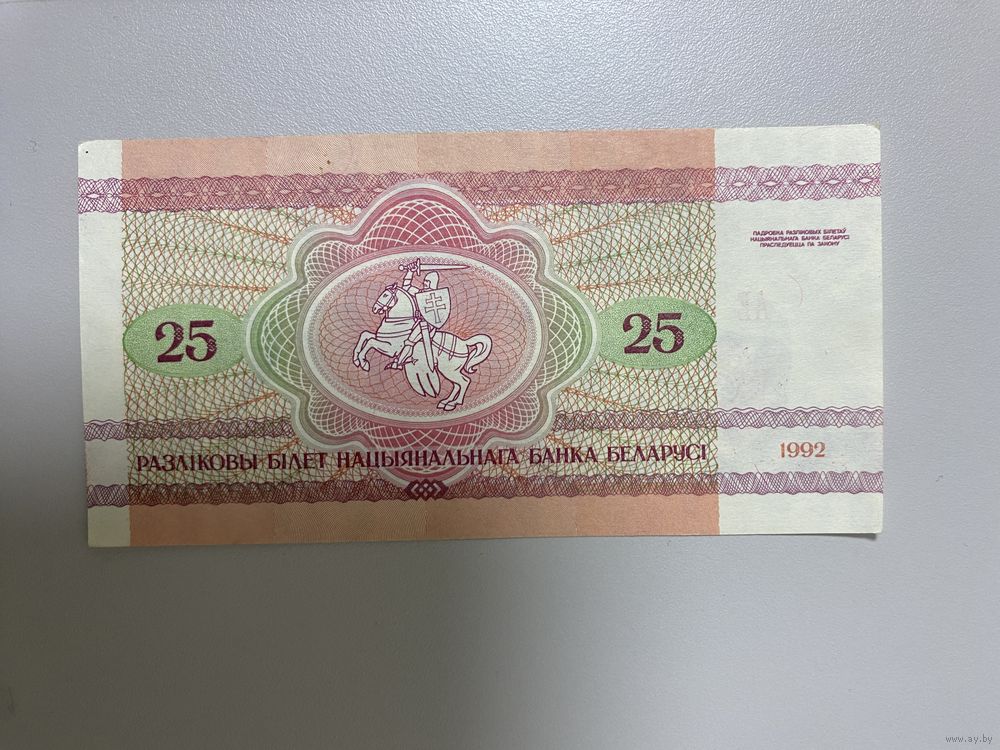 ПАДРОБКА РАЗЛІКОВЫХ БІЛЕТАЎ
НАЦЫЯНАЛЬНАГА БАНКА БЕЛАРУСІ
ПРАСЛЕДУЕЦЦА ПА ЗАКОНУ
25
25
РАЗЛІКОВЫ БІЛЕТ НАЦЫЯНАЛЬНАГА БАНКА БЕЛАРУСІ
1992
www.ay.by